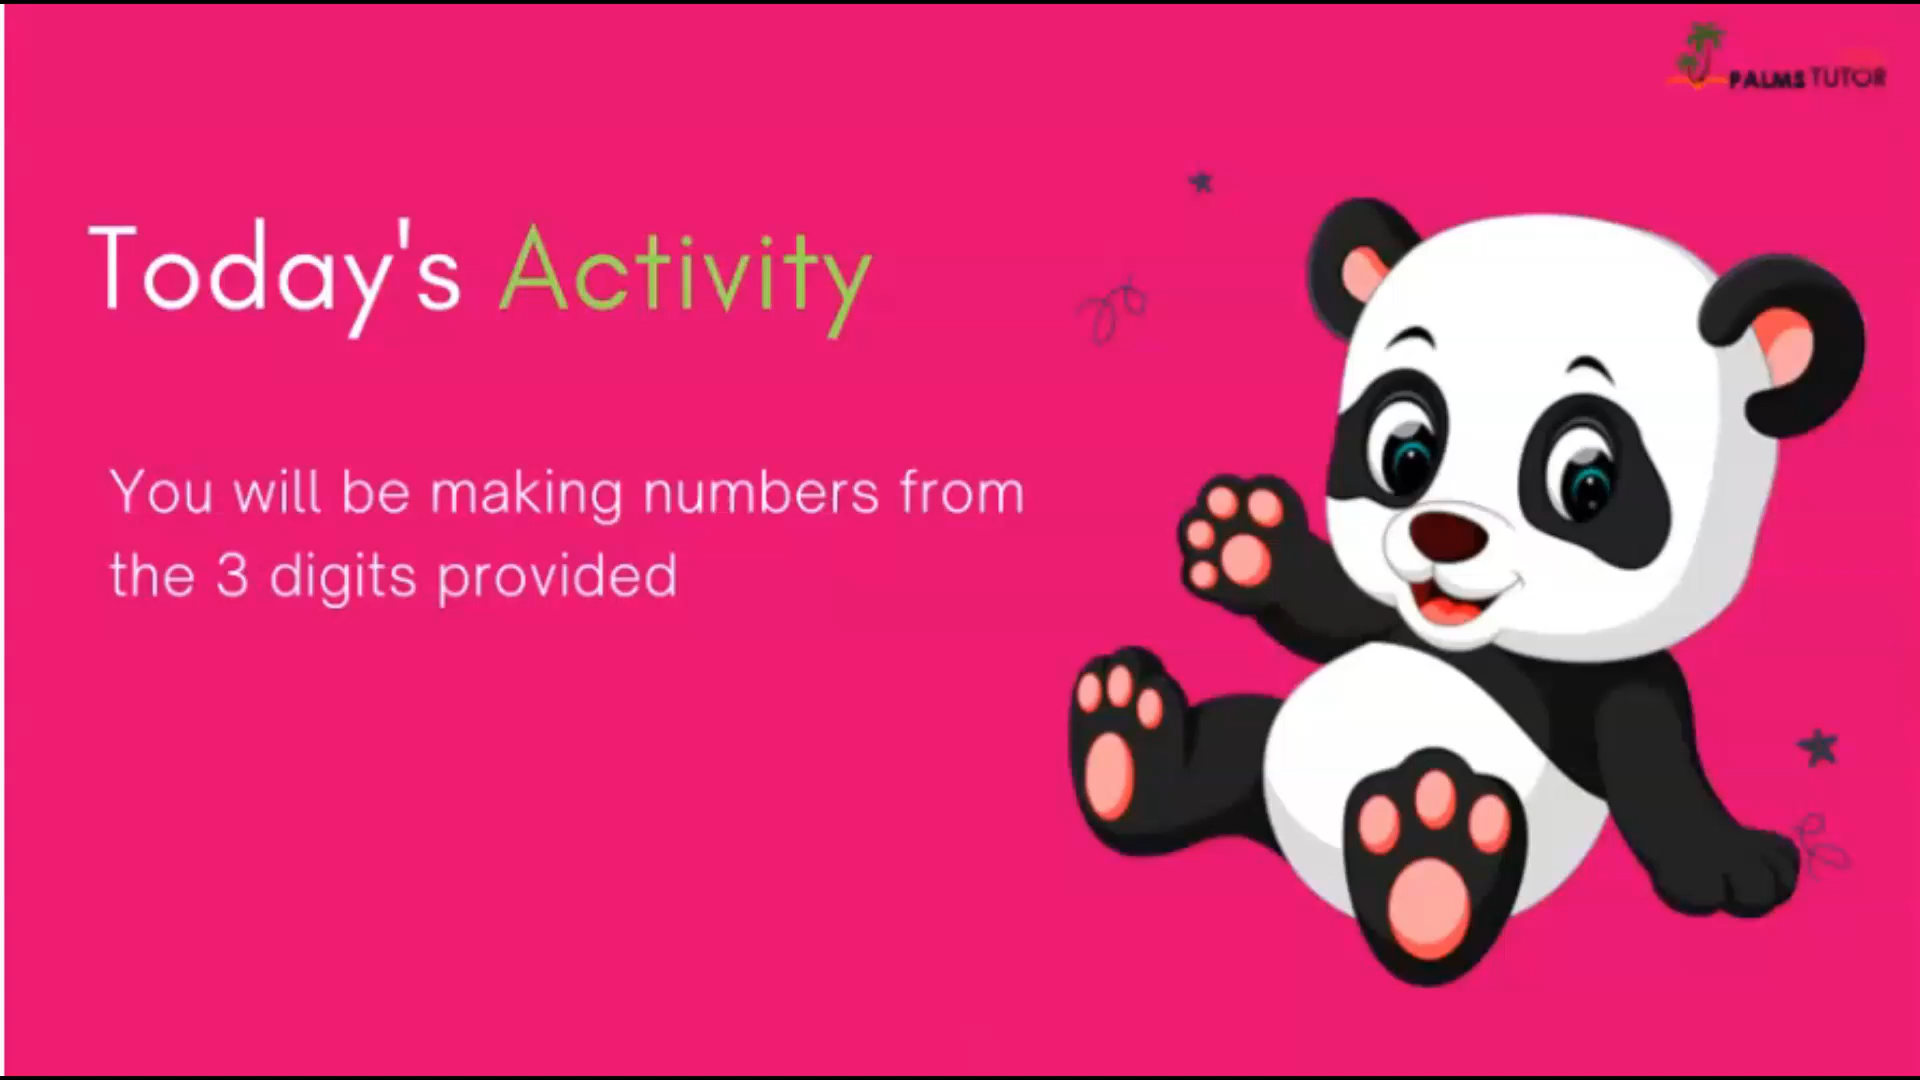 PALMS TUTOR
Today's Activity
You will be making numbers from
the 3 digits provided